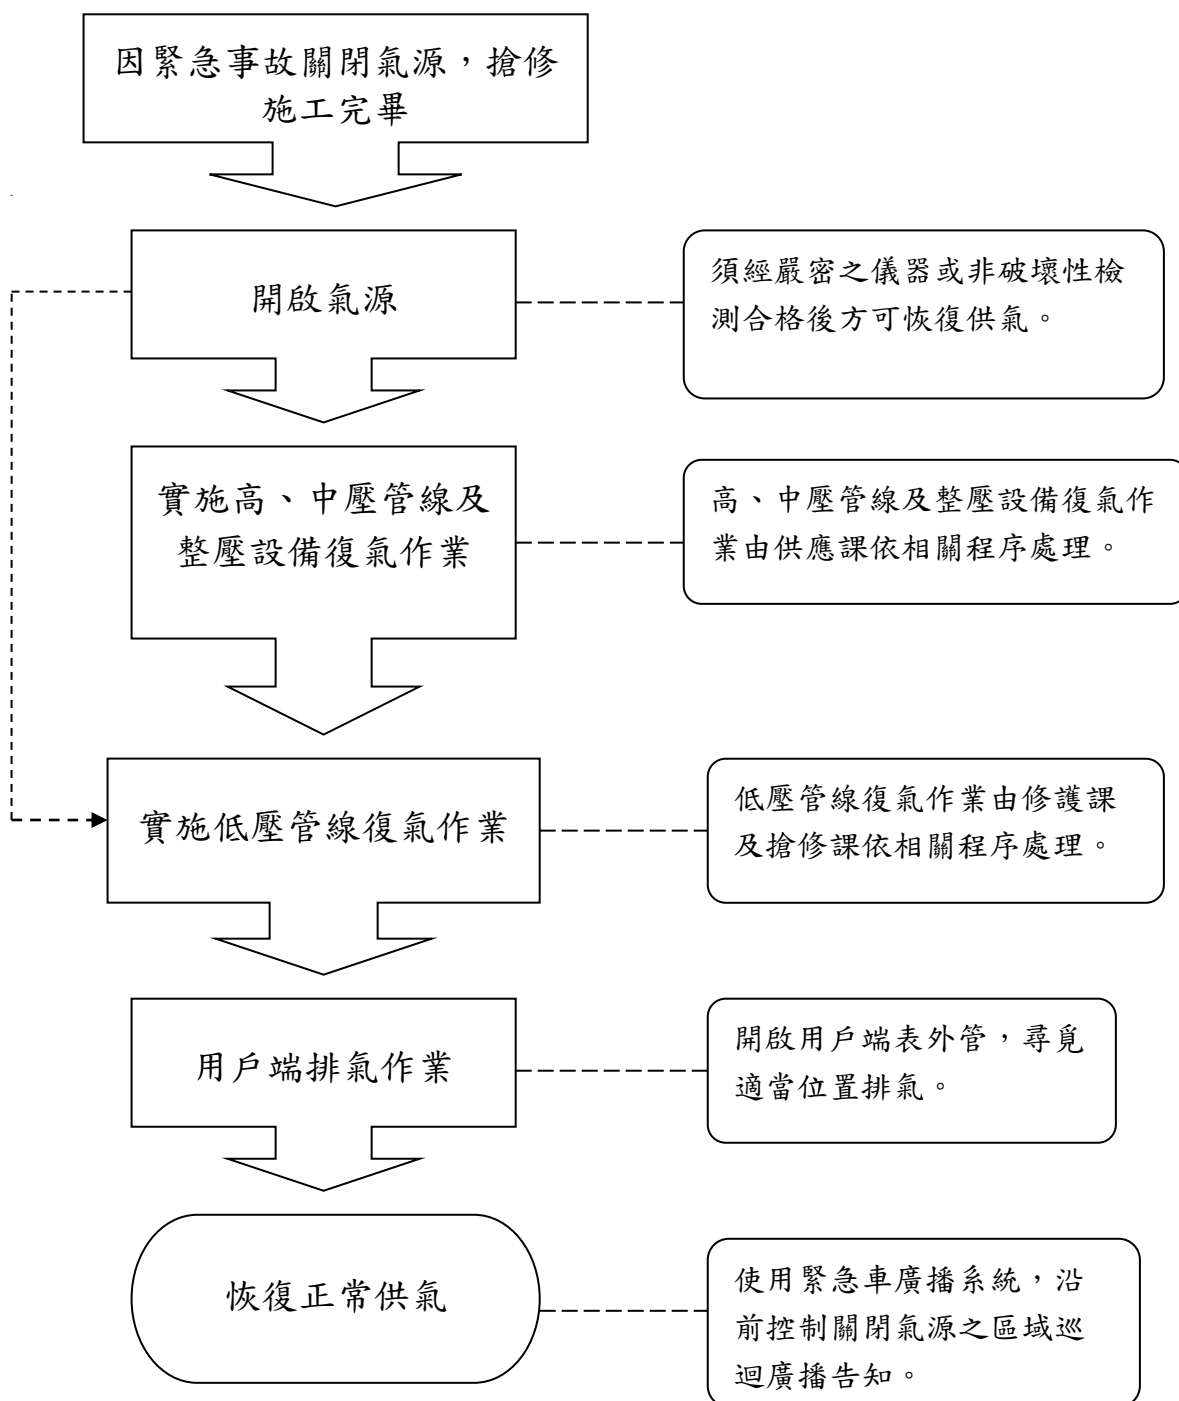 因緊急事故關閉氣源，搶修
施工完畢
開啟氣源
須經嚴密之儀器或非破壞性檢
測合格後方可恢復供氣。
實施高、中壓管線及
整壓設備復氣作業
高、中壓管線及整壓設備復氣作
業由供應課依相關程序處理。
實施低壓管線復氣作業
低壓管線復氣作業由修護課
及搶修課依相關程序處理。
用戶端排氣作業
開啟用戶端表外管，尋覓
適當位置排氣。
恢復正常供氣
使用緊急車廣播系統，沿
前控制關閉氣源之區域巡
迴廣播告知。